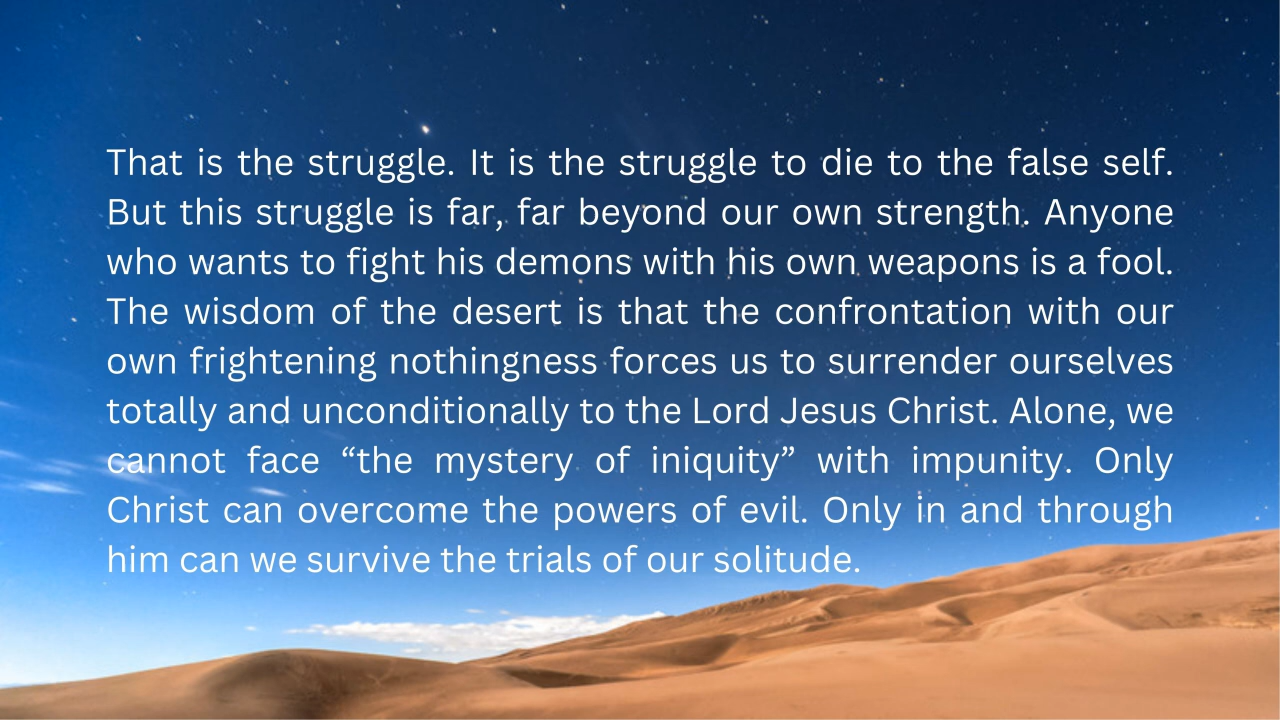 That is the struggle. It is the struggle to die to the false self.
But this struggle is far, far beyond our own strength. Anyone
who wants to fight his demons with his own weapons is a fool.
The wisdom of the desert is that the confrontation with our
own frightening nothingness forces us to surrender ourselves
totally and unconditionally to the Lord Jesus Christ. Alone, we
cannot face “the mystery of iniquity” with impunity. Only
Christ can overcome the powers of evil. Only in and through
him can we survive the trials of our solitude.